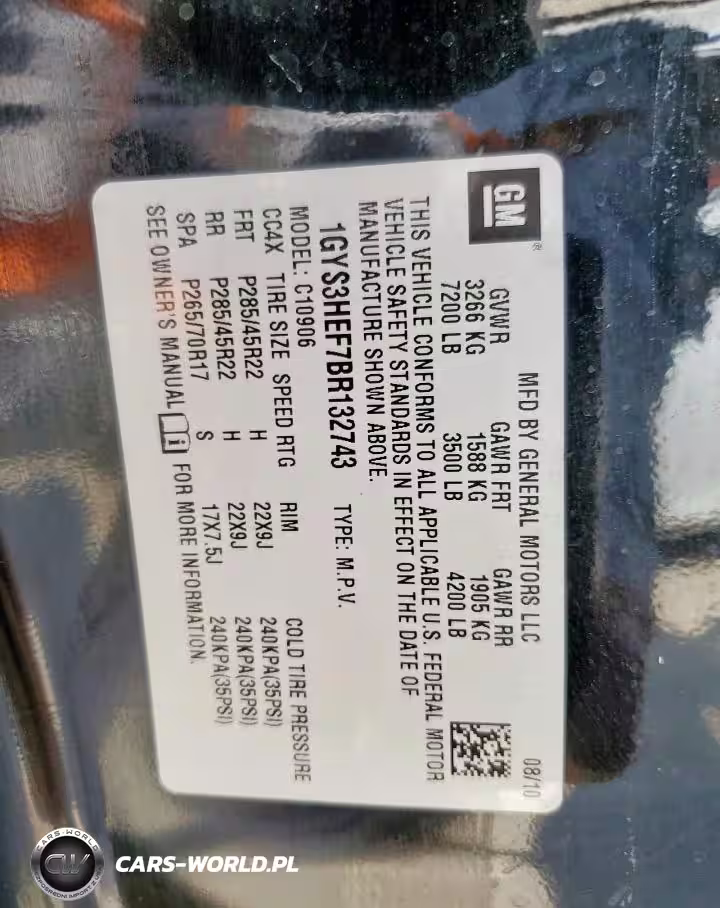 GM®
MFD BY GENERAL MOTORS LLC 08/10
GVWR GAWR FRT GAWR RR
3266 KG 1588 KG 1905 KG
7200 LB 3500 LB 4200 LB
THIS VEHICLE CONFORMS TO ALL APPLICABLE U.S. FEDERAL MOTOR
VEHICLE SAFETY STANDARDS IN EFFECT ON THE DATE OF
MANUFACTURE SHOWN ABOVE.
1GYS3HEF7BR132743 TYPE: M.P.V.
MODEL: C10906
CC4X TIRE SIZE SPEED RTG RIM COLD TIRE PRESSURE
FRT P285/45R22 H 22X9J 240KPA(35PSI)
RR P285/45R22 H 22X9J 240KPA(35PSI)
SPA P265/70R17 S 17X7.5J 240KPA(35PSI)
SEE OWNER'S MANUAL i FOR MORE INFORMATION.
CARS-WORLD
CW
CARS-WORLD.PL